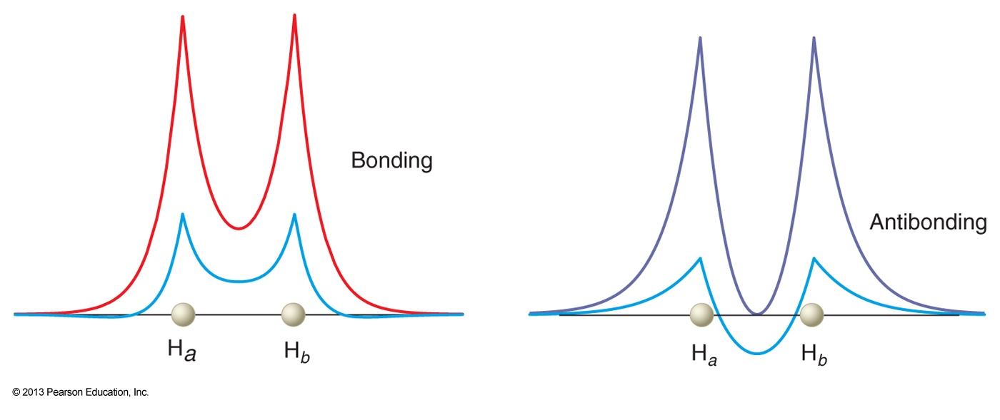 Bonding
Antibonding
Ha
Hb
Ha
Hb
© 2013 Pearson Education, Inc.